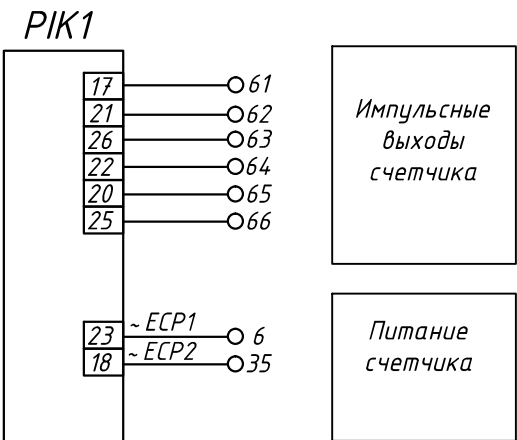 PIK1
17 61
21 62
26 63
22 64
20 65
25 66
Импульсные
выходы
счетчика
23 ~ECP1 6
18 ~ECP2 35
Питание
счетчика